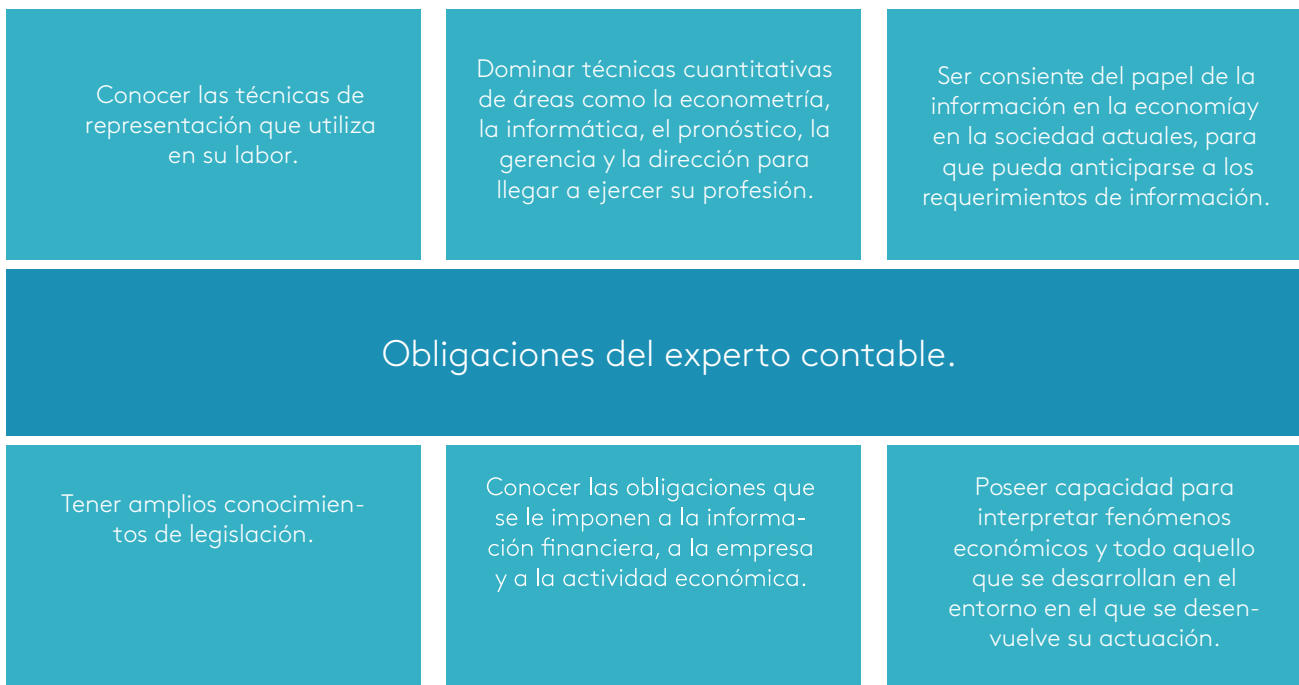 Conocer las técnicas de
representación que utiliza
en su labor.
Dominar técnicas cuantitativas
de áreas como la econometría,
la informática, el pronóstico, la
gerencia y la dirección para
llegar a ejercer su profesión.
Ser consiente del papel de la
información en la economíay
en la sociedad actuales, para
que pueda anticiparse a los
requerimientos de información.
Obligaciones del experto contable.
Tener amplios conocimien-
tos de legislación.
Conocer las obligaciones que
se le imponen a la informa-
ción financiera, a la empresa
y a la actividad económica.
Poseer capacidad para
interpretar fenómenos
económicos y todo aquello
que se desarrollan en el
entorno en el que se desen-
vuelve su actuación.